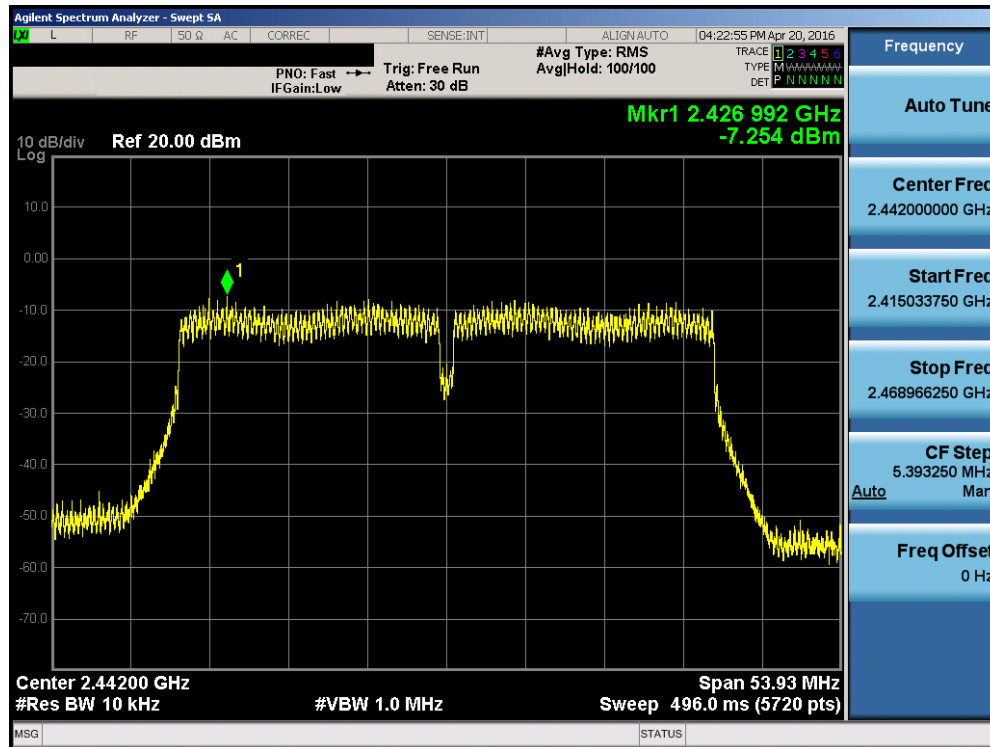 Agilent Spectrum Analyzer - Swept SA
LXI L RF 50 Ω AC CORREC SENSE:INT ALIGN AUTO 04:22:55 PM Apr 20, 2016
PNO: Fast
IFGain:Low
Trig: Free Run
Atten: 30 dB
#Avg Type: RMS
Avg|Hold: 100/100
TRACE 1 2 3 4 5 6
TYPE M WWWWW
DET P N N N N N
Mkr1 2.426 992 GHz
-7.254 dBm
10 dB/div Ref 20.00 dBm
Log
10.0
0.00
-10.0
-20.0
-30.0
-40.0
-50.0
-60.0
-70.0
1
Center 2.44200 GHz Span 53.93 MHz
#Res BW 10 kHz #VBW 1.0 MHz Sweep 496.0 ms (5720 pts)
MSG STATUS
Frequency
Auto Tune
Center Freq
2.442000000 GHz
Start Freq
2.415033750 GHz
Stop Freq
2.468966250 GHz
CF Step
5.393250 MHz
Auto Man
Freq Offset
0 Hz